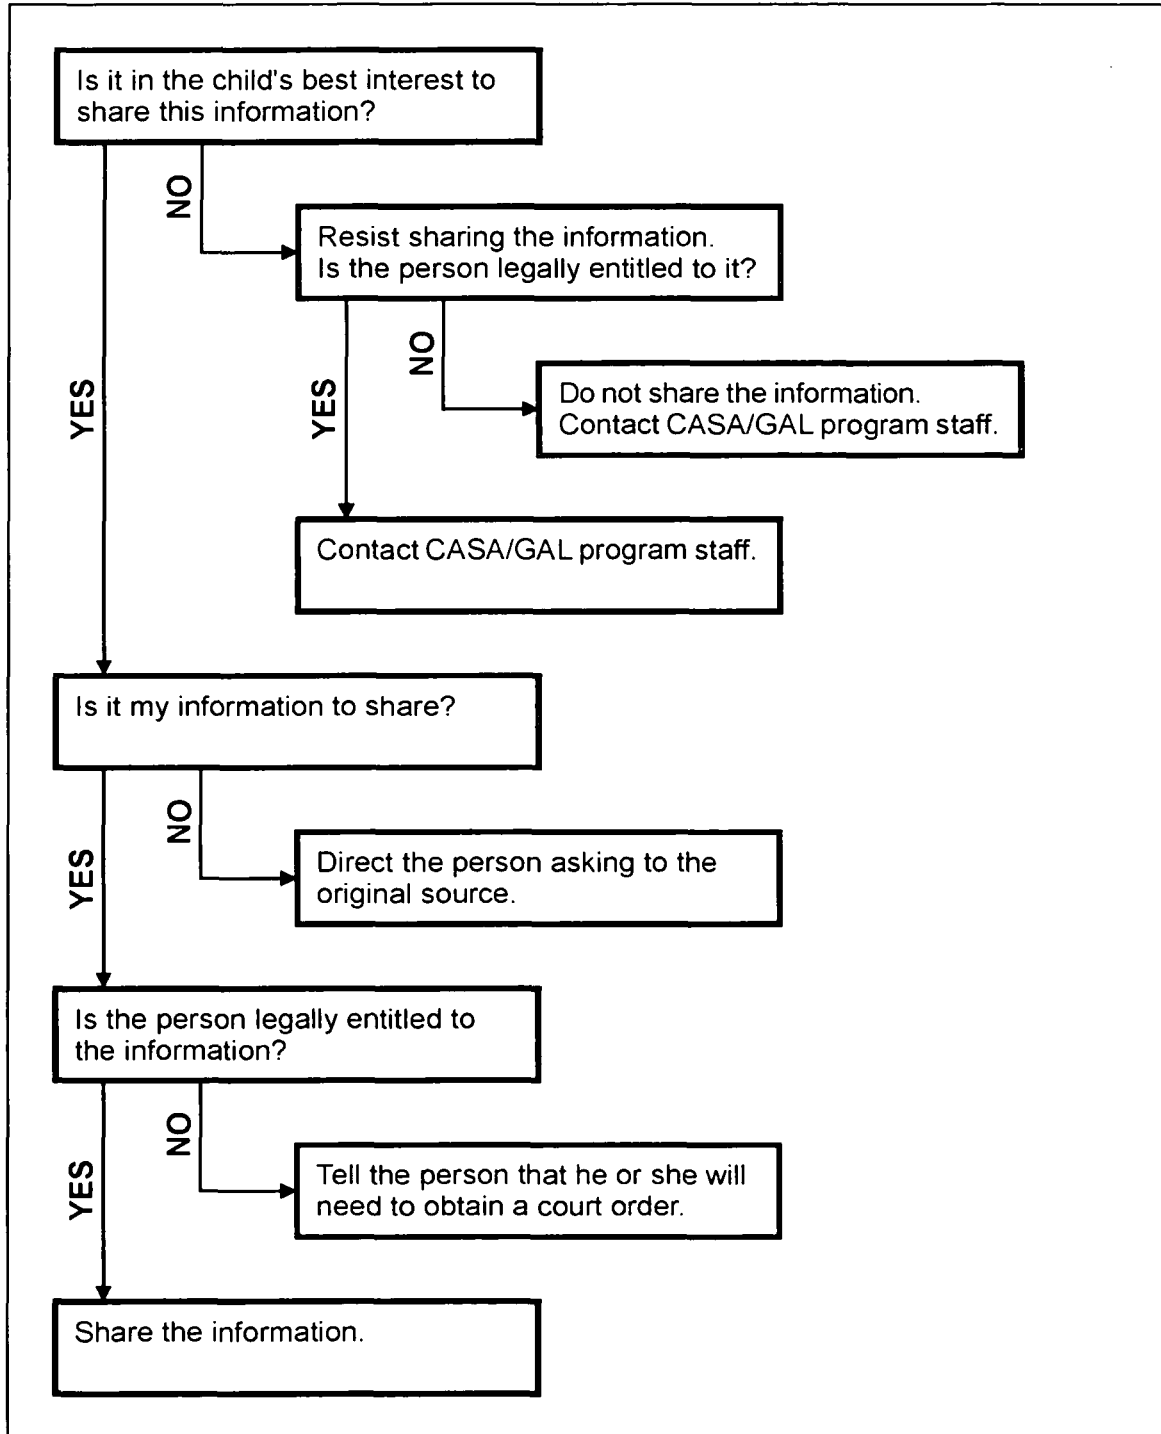 Is it in the child's best interest to
share this information?
NO
Resist sharing the information.
Is the person legally entitled to it?
YES
YES
NO
Do not share the information.
Contact CASA/GAL program staff.
Contact CASA/GAL program staff.
Is it my information to share?
YES
NO
Direct the person asking to the
original source.
Is the person legally entitled to
the information?
YES
NO
Tell the person that he or she will
need to obtain a court order.
Share the information.